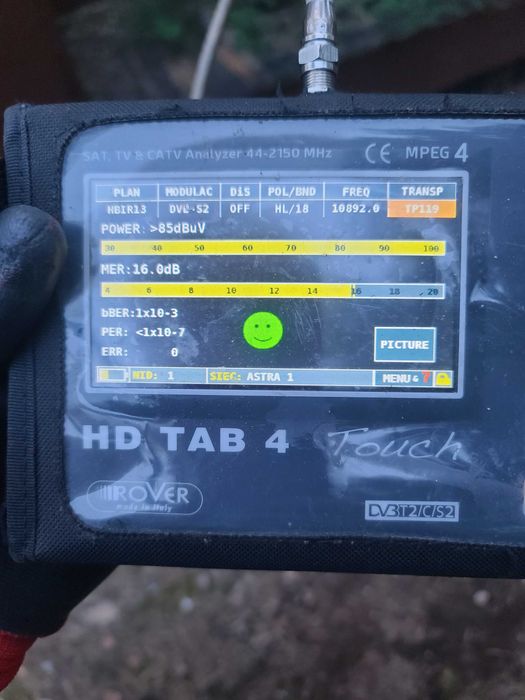 SAT, TV & CATV Analyzer 44-2150 MHz CE MPEG 4
PLAN MODULAC DiS POL/BND FREQ TRANSP
HBIR13 DVB-S2 OFF HL/18 10892.0 TP119
POWER: >85dBuV
30 40 50 60 70 80 90 100
MER:16.0dB
4 6 8 10 12 14 16 18 20
bBER:1x10-3
PER: <1x10-7
ERR: 0
PICTURE
NID: 1 SIEC: ASTRA 1 MENU & 7
HD TAB 4 Touch
ROVER
made in Italy
DVB T2/C/S2